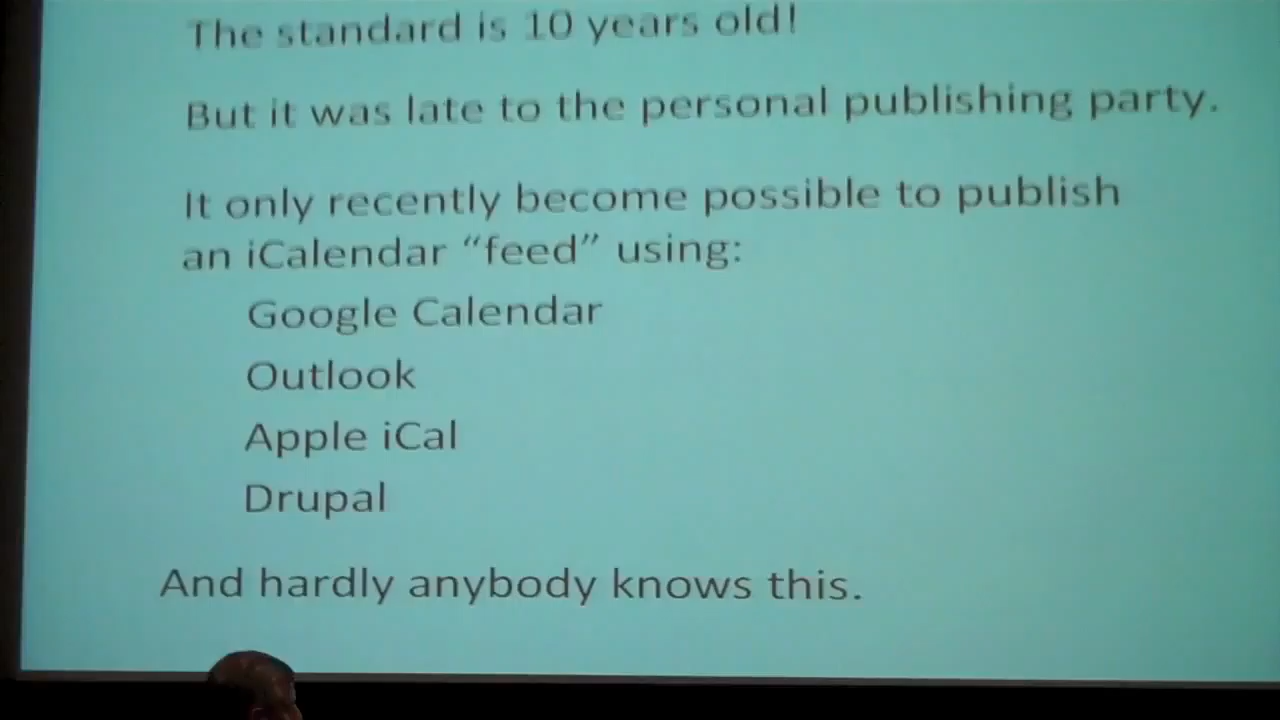 The standard is 10 years old!
But it was late to the personal publishing party.
It only recently become possible to publish
an iCalendar “feed” using:
Google Calendar
Outlook
Apple iCal
Drupal
And hardly anybody knows this.